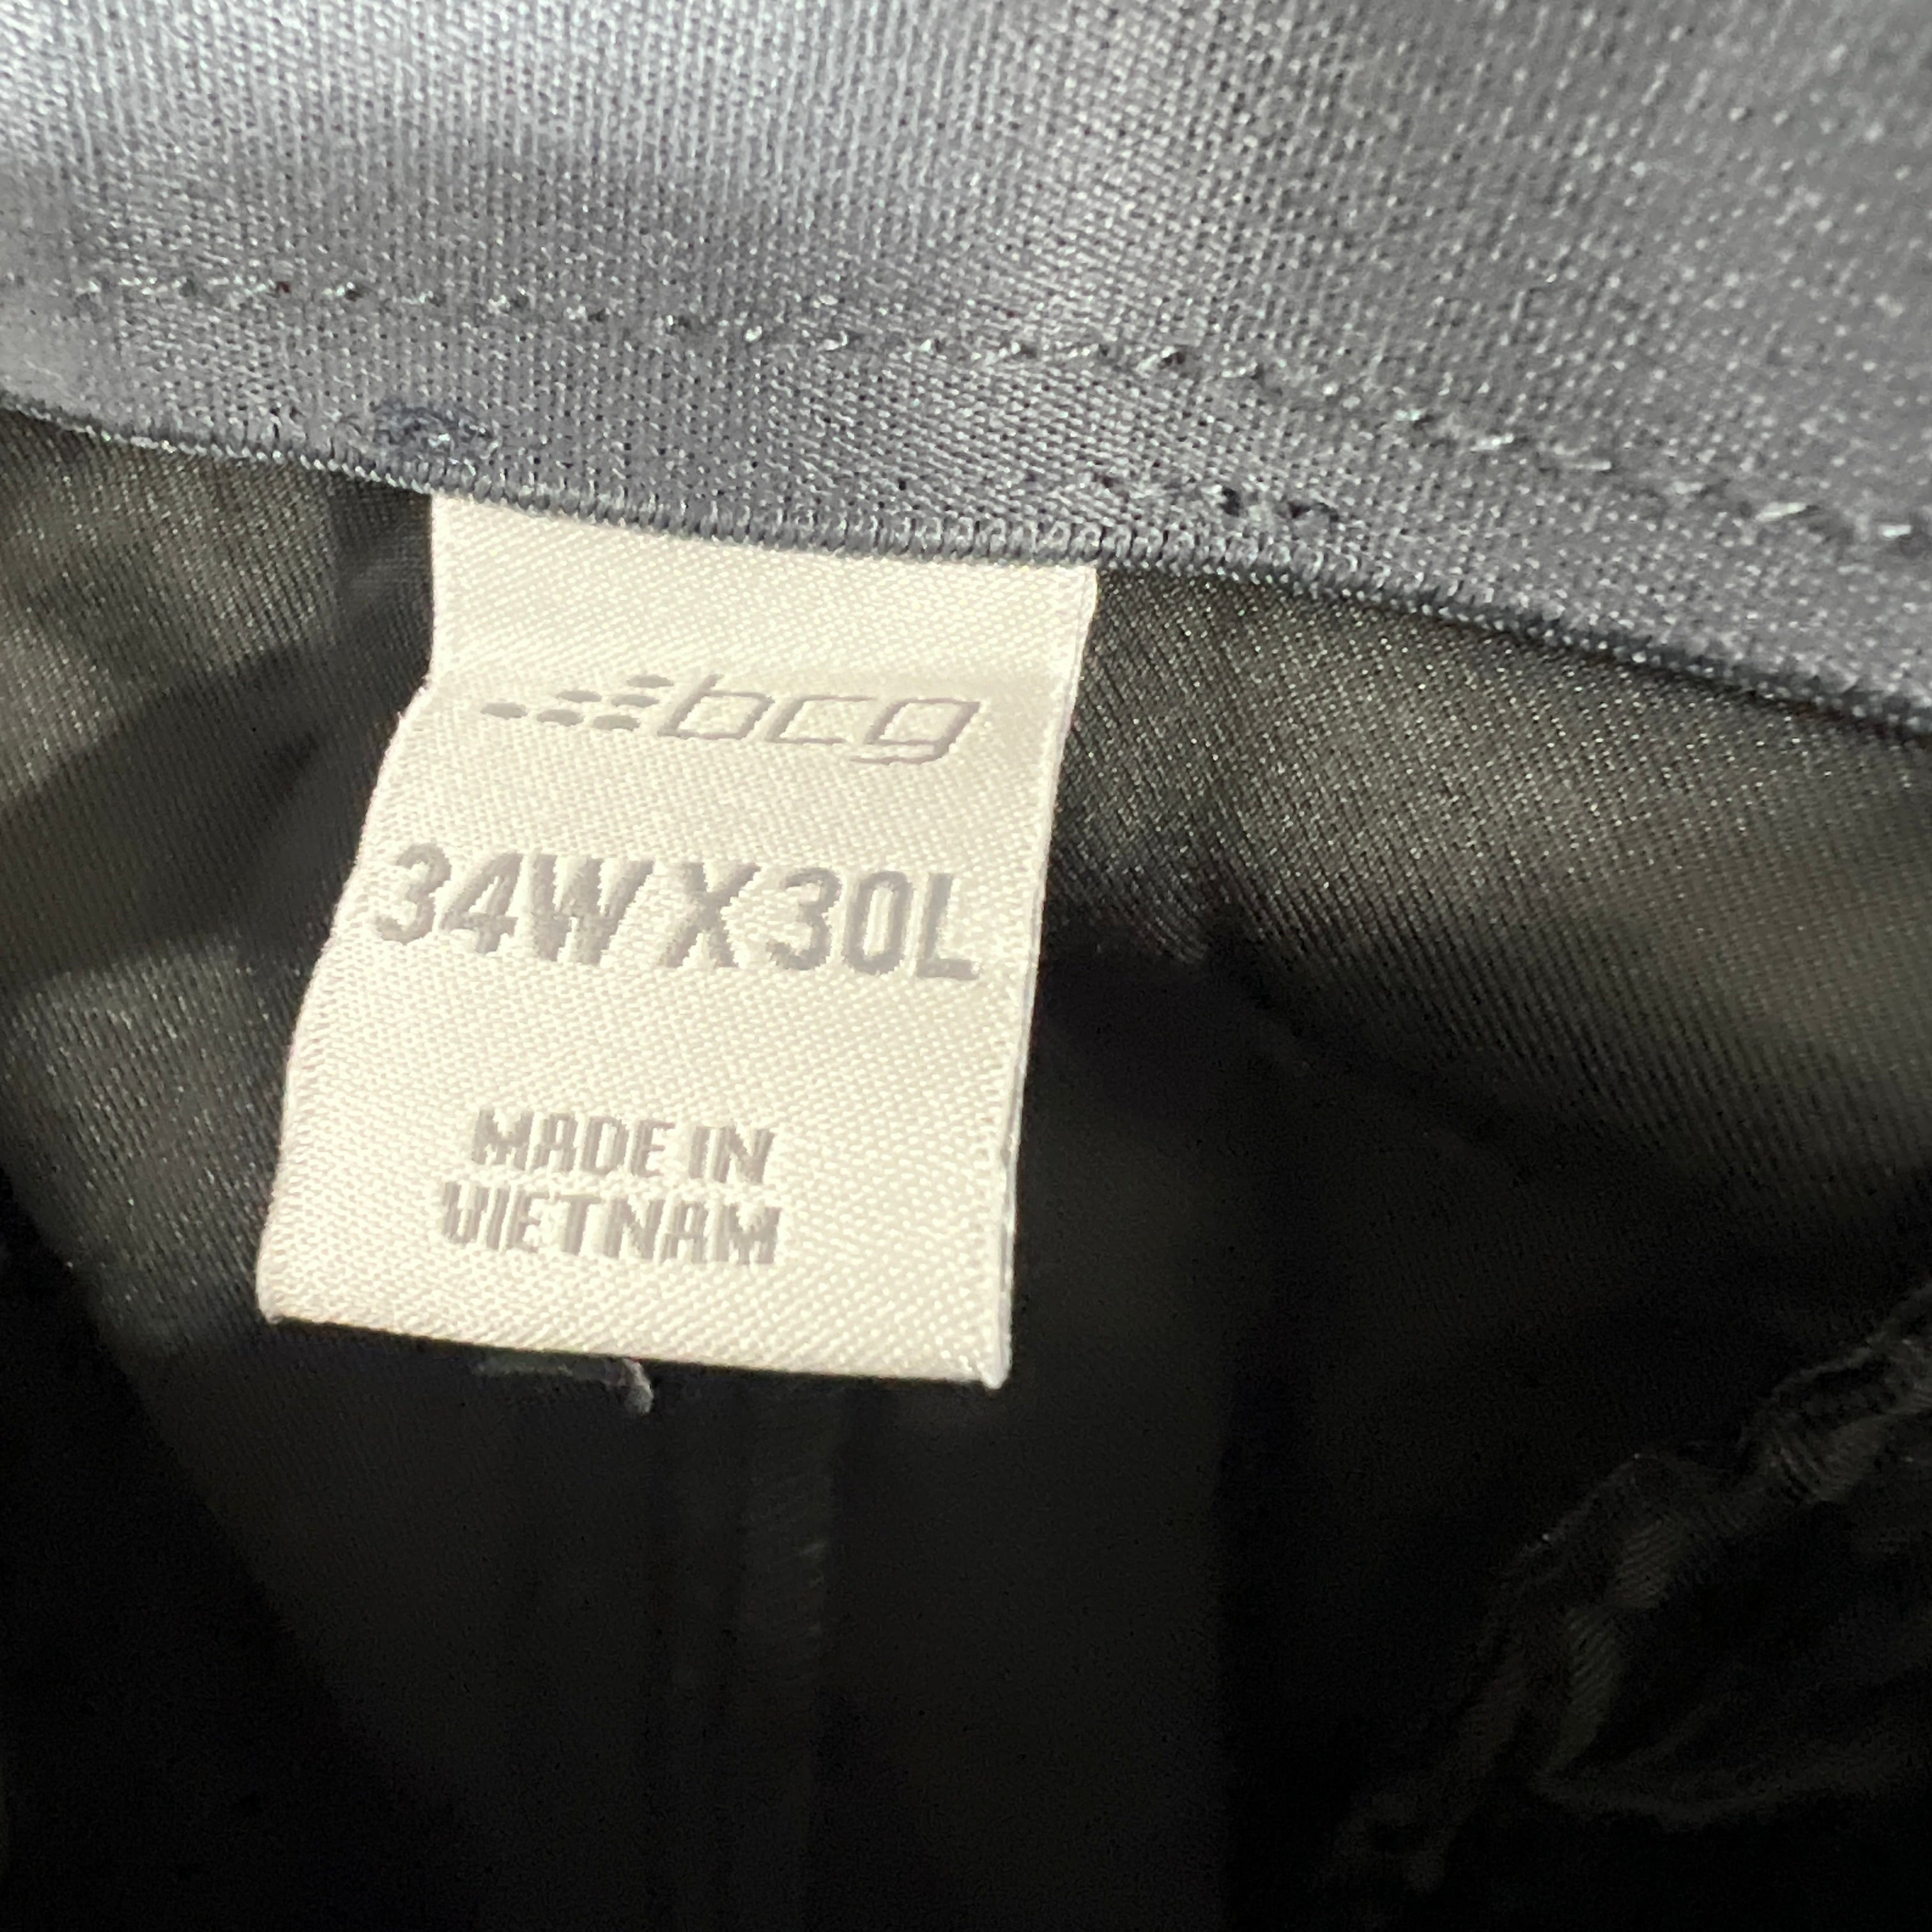 bcg
34W X 30L
MADE IN
VIETNAM